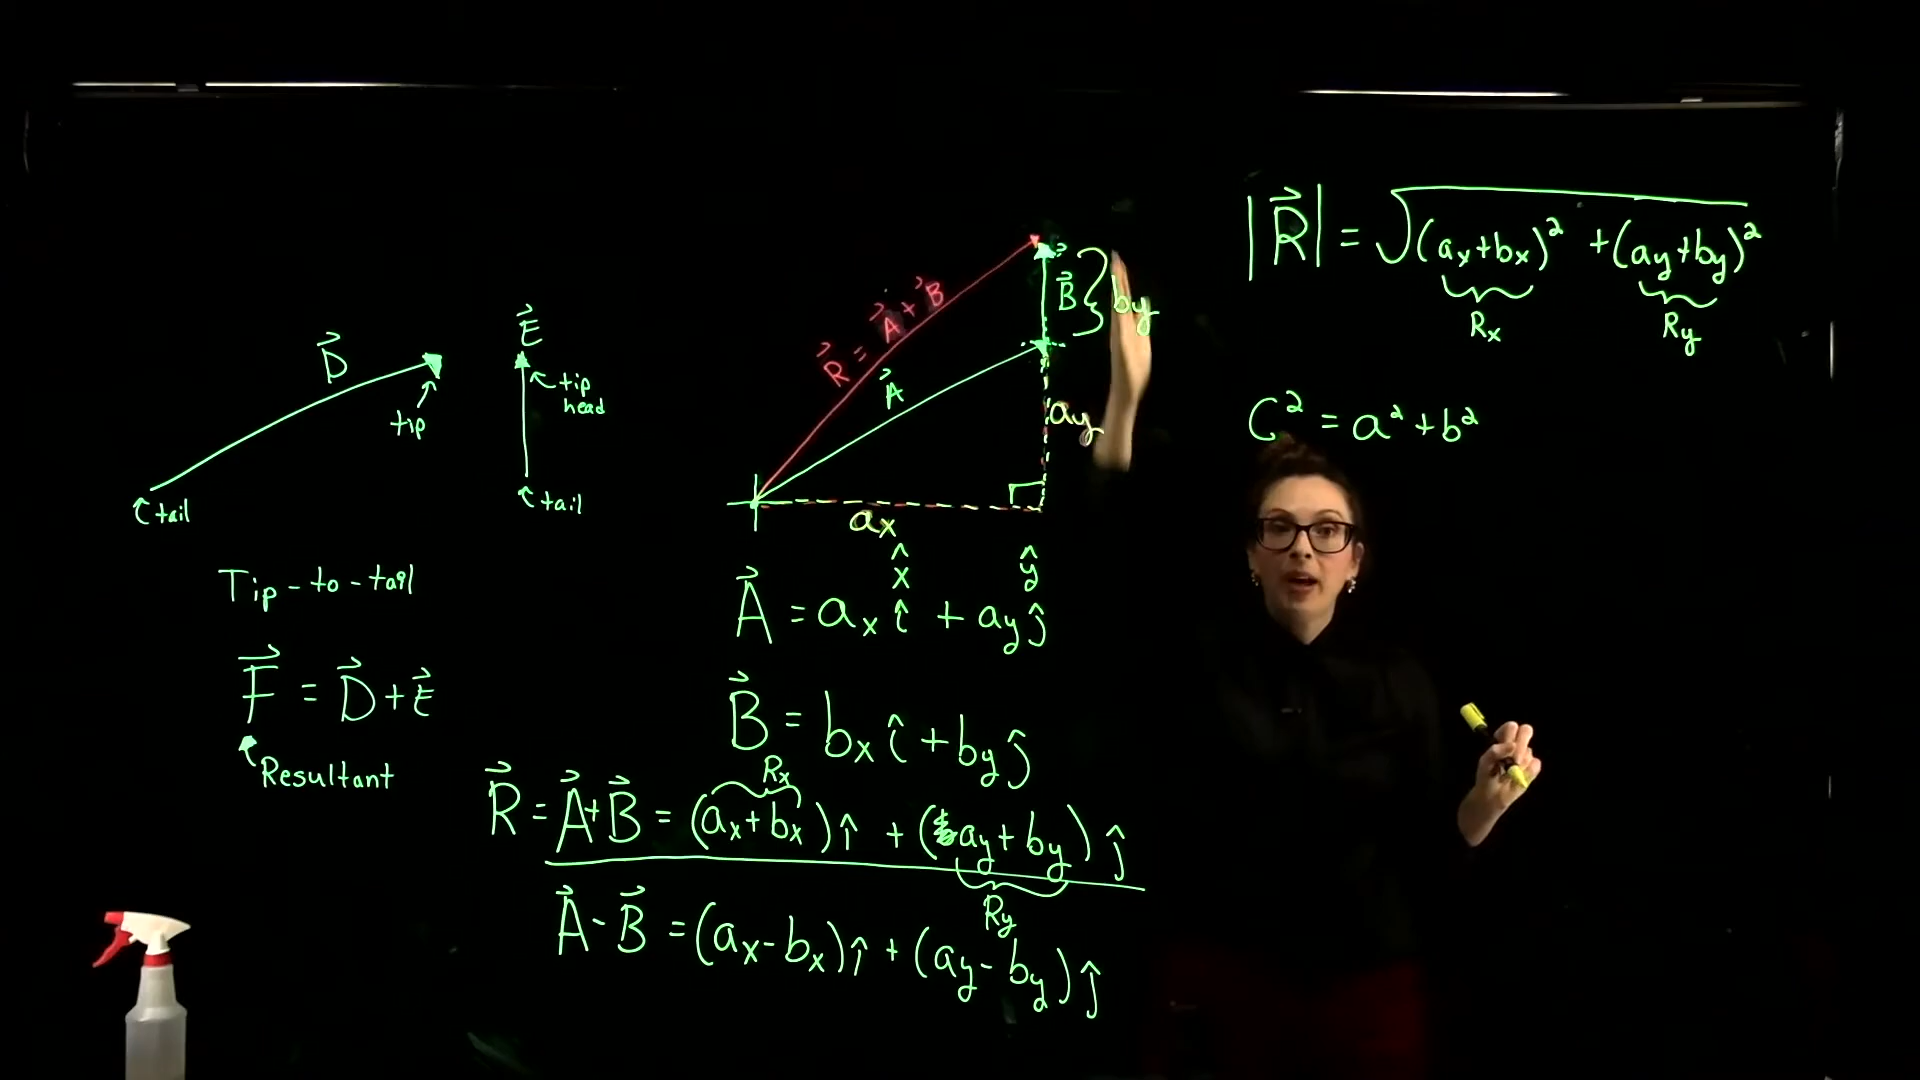 D⃗
tip
tail
E⃗
tip
head
tail
Tip-to-tail
F⃗ = D⃗ + E⃗
Resultant
R⃗ = A⃗ + B⃗
A⃗
B⃗
by
ay
ax
x̂ ŷ
A⃗ = ax î + ay ĵ
B⃗ = bx î + by ĵ
Rx
R⃗ = A⃗ + B⃗ = (ax + bx) î + (ay + by) ĵ
Ry
A⃗ - B⃗ = (ax - bx) î + (ay - by) ĵ
|R⃗| = √(ax+bx)² + (ay+by)²
Rx Ry
C² = a² + b²